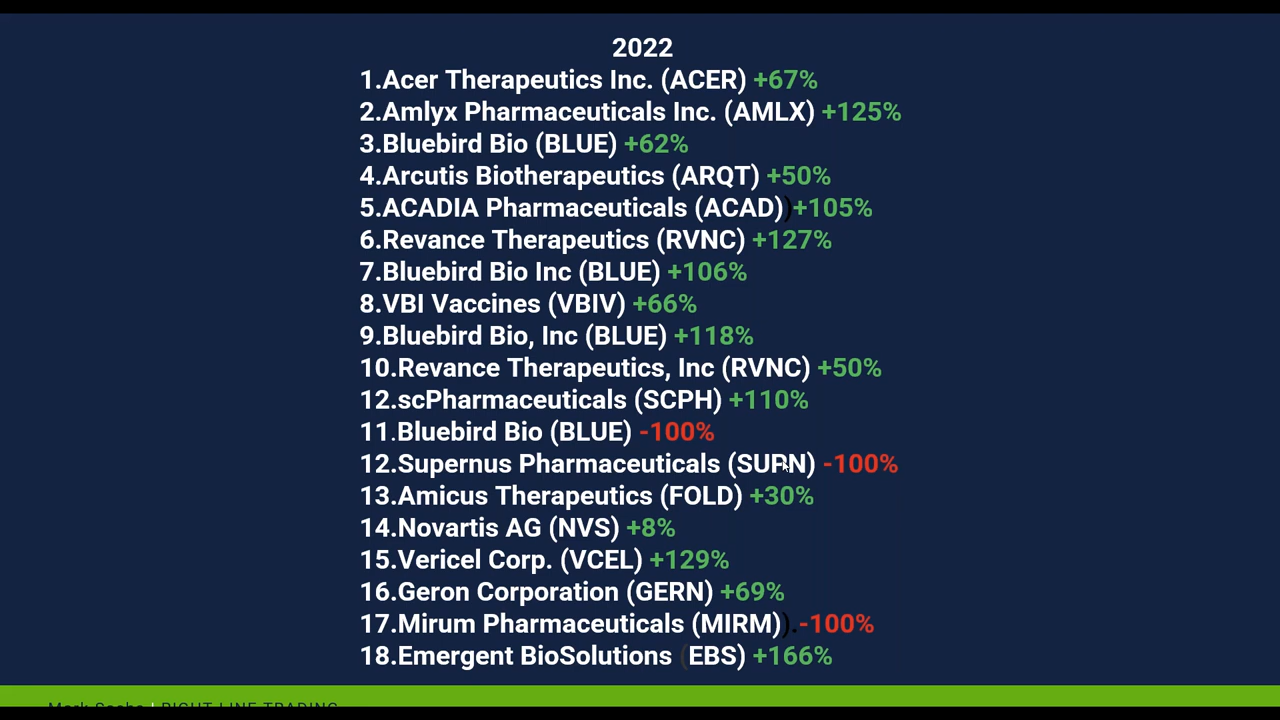 2022
1.Acer Therapeutics Inc. (ACER) +67%
2.Amlyx Pharmaceuticals Inc. (AMLX) +125%
3.Bluebird Bio (BLUE) +62%
4.Arcutis Biotherapeutics (ARQT) +50%
5.ACADIA Pharmaceuticals (ACAD))+105%
6.Revance Therapeutics (RVNC) +127%
7.Bluebird Bio Inc (BLUE) +106%
8.VBI Vaccines (VBIV) +66%
9.Bluebird Bio, Inc (BLUE) +118%
10.Revance Therapeutics, Inc (RVNC) +50%
12.scPharmaceuticals (SCPH) +110%
11.Bluebird Bio (BLUE) -100%
12.Supernus Pharmaceuticals (SUPN) -100%
13.Amicus Therapeutics (FOLD) +30%
14.Novartis AG (NVS) +8%
15.Vericel Corp. (VCEL) +129%
16.Geron Corporation (GERN) +69%
17.Mirum Pharmaceuticals (MIRM)).-100%
18.Emergent BioSolutions (EBS) +166%
RIGHT LINE TRADING